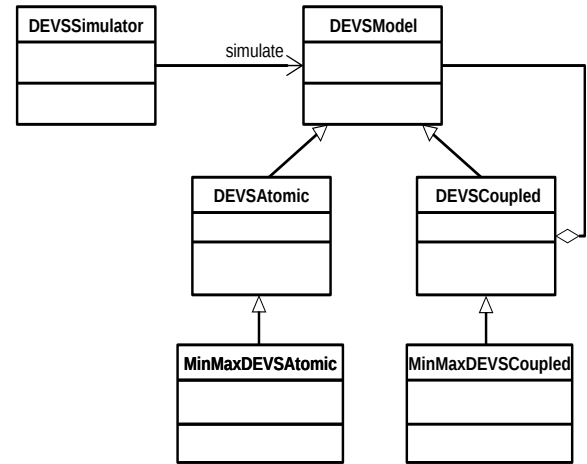 DEVSSimulator
DEVSModel
simulate
DEVSAtomic
DEVSCoupled
MinMaxDEVSAtomic
MinMaxDEVSCoupled